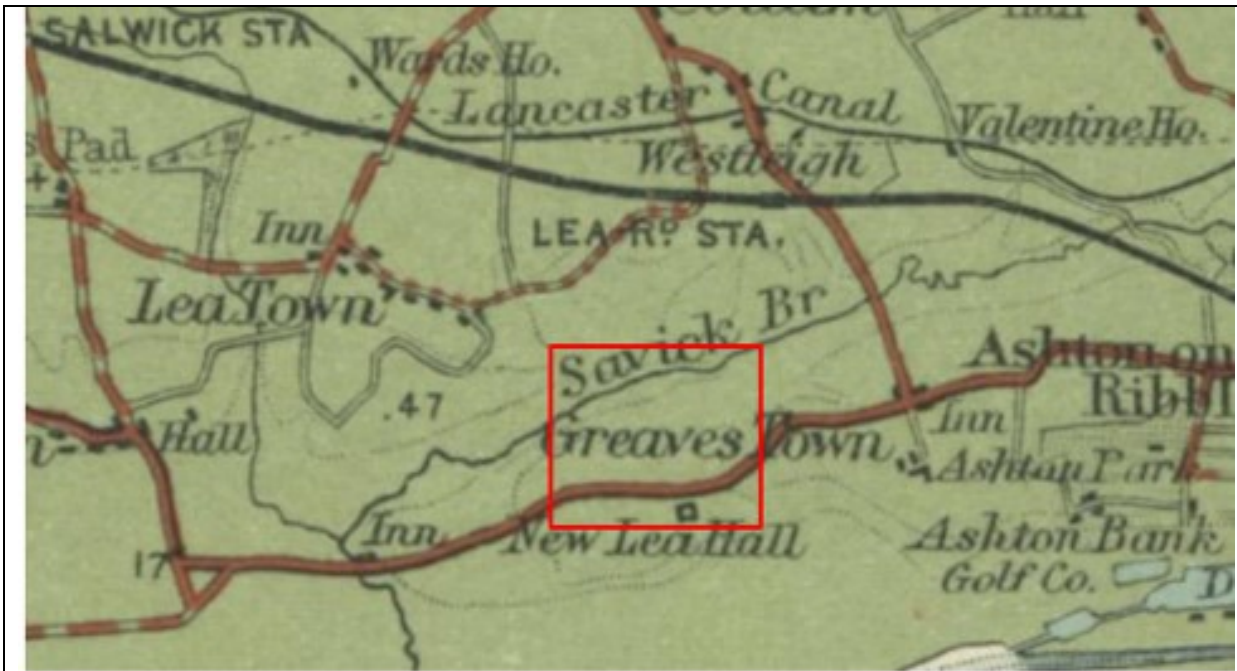 SALWICK STA
Wards Ho.
Lancaster Canal
Valentine Ho.
s Pad
Westleigh
Inn
LEA Rᴰ. STA.
Lea Town
Savick Br
Ashton on
Ribbl
.47
Hall
Greaves Town
Inn
Ashton Park
Inn
New Lea Hall
Ashton Bank
Golf Co.
17
D